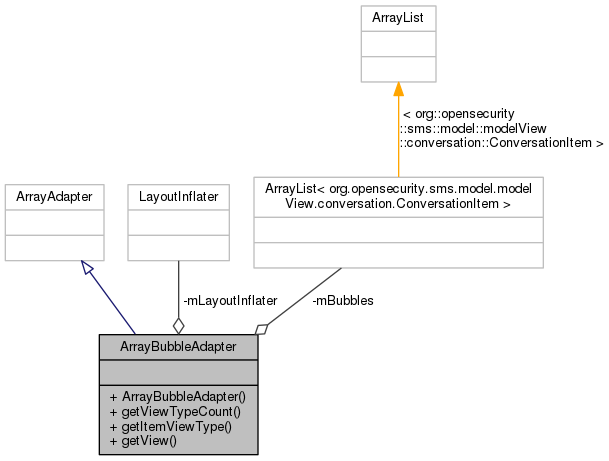 ArrayList
< org::opensecurity
::sms::model::modelView
::conversation::ConversationItem >
ArrayAdapter
LayoutInflater
ArrayList< org.opensecurity.sms.model.model
View.conversation.ConversationItem >
-mLayoutInflater
-mBubbles
ArrayBubbleAdapter
+ ArrayBubbleAdapter()
+ getViewTypeCount()
+ getItemViewType()
+ getView()